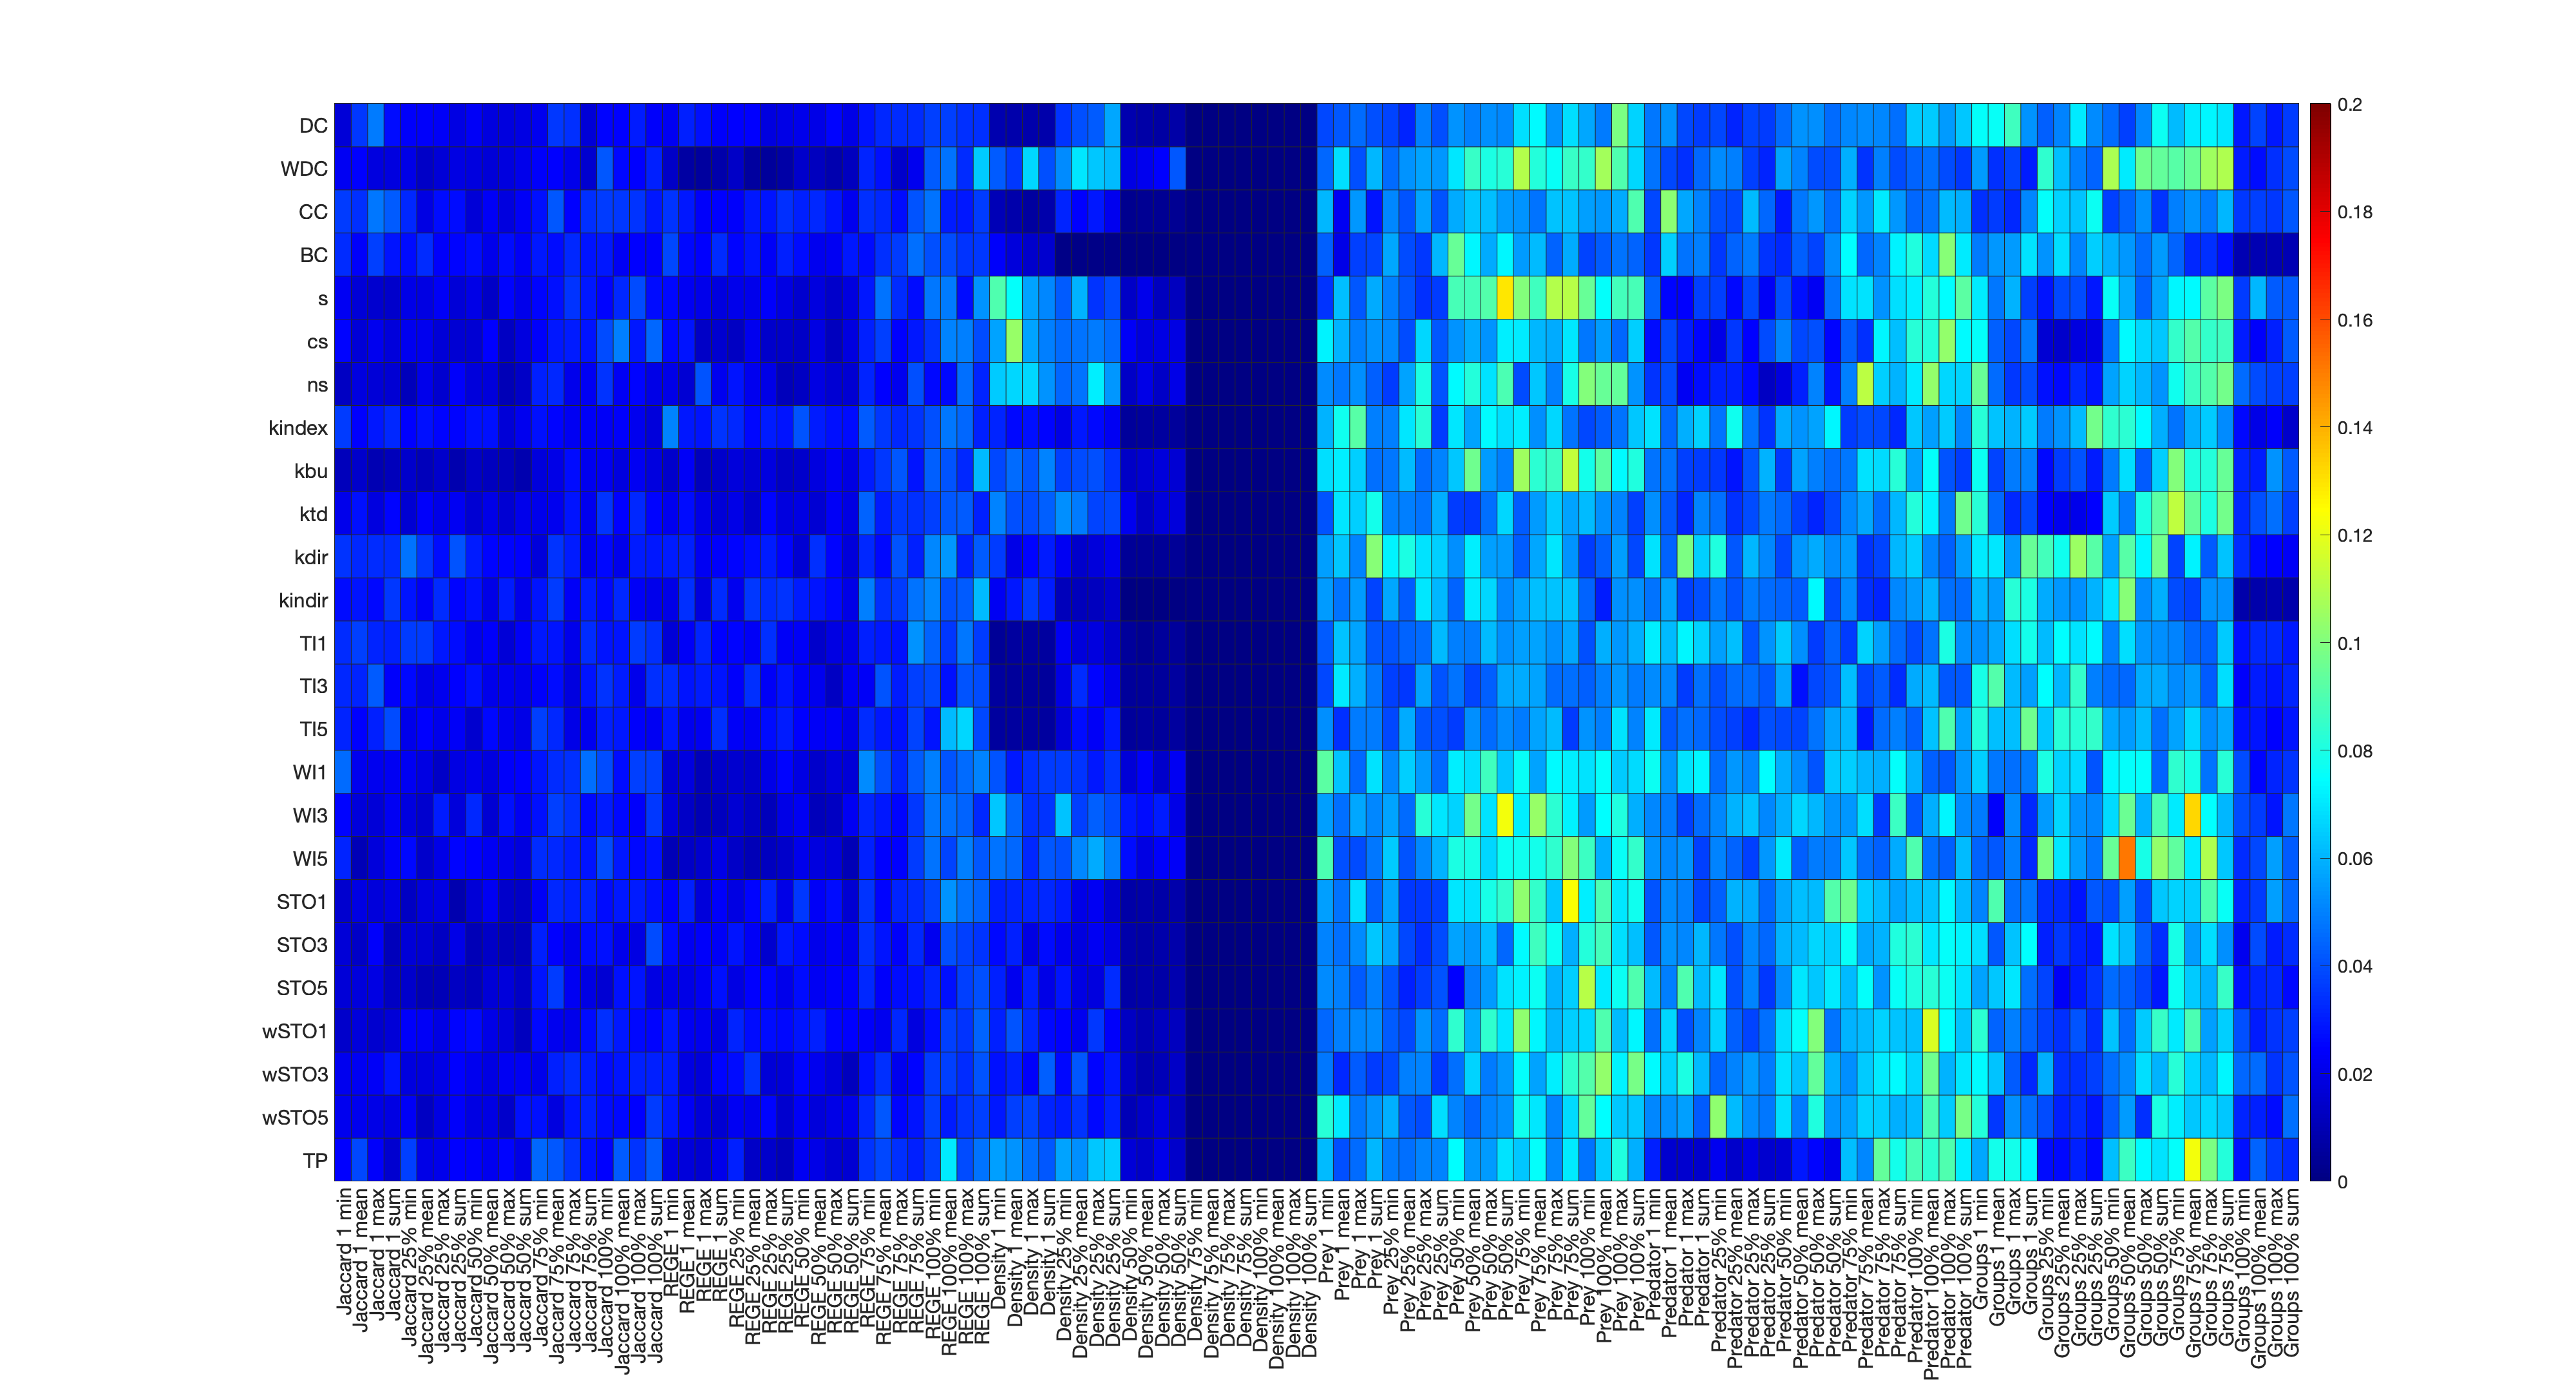 DC
WDC
CC
BC
s
cs
ns
kindex
kbu
ktd
kdir
kindir
TI1
TI3
TI5
WI1
WI3
WI5
STO1
STO3
STO5
wSTO1
wSTO3
wSTO5
TP
0.2
0.18
0.16
0.14
0.12
0.1
0.08
0.06
0.04
0.02
0
Jaccard 1 min
Jaccard 1 mean
Jaccard 1 max
Jaccard 1 sum
Jaccard 25% min
Jaccard 25% mean
Jaccard 25% max
Jaccard 25% sum
Jaccard 50% min
Jaccard 50% mean
Jaccard 50% max
Jaccard 50% sum
Jaccard 75% min
Jaccard 75% mean
Jaccard 75% max
Jaccard 75% sum
Jaccard 100% min
Jaccard 100% mean
Jaccard 100% max
Jaccard 100% sum
REGE 1 min
REGE 1 mean
REGE 1 max
REGE 1 sum
REGE 25% min
REGE 25% mean
REGE 25% max
REGE 25% sum
REGE 50% min
REGE 50% mean
REGE 50% max
REGE 50% sum
REGE 75% min
REGE 75% mean
REGE 75% max
REGE 75% sum
REGE 100% min
REGE 100% mean
REGE 100% max
REGE 100% sum
Density 1 min
Density 1 mean
Density 1 max
Density 1 sum
Density 25% min
Density 25% mean
Density 25% max
Density 25% sum
Density 50% min
Density 50% mean
Density 50% max
Density 50% sum
Density 75% min
Density 75% mean
Density 75% max
Density 75% sum
Density 100% min
Density 100% mean
Density 100% max
Density 100% sum
Prey 1 min
Prey 1 mean
Prey 1 max
Prey 1 sum
Prey 25% min
Prey 25% mean
Prey 25% max
Prey 25% sum
Prey 50% min
Prey 50% mean
Prey 50% max
Prey 50% sum
Prey 75% min
Prey 75% mean
Prey 75% max
Prey 75% sum
Prey 100% min
Prey 100% mean
Prey 100% max
Prey 100% sum
Predator 1 min
Predator 1 mean
Predator 1 max
Predator 1 sum
Predator 25% min
Predator 25% mean
Predator 25% max
Predator 25% sum
Predator 50% min
Predator 50% mean
Predator 50% max
Predator 50% sum
Predator 75% min
Predator 75% mean
Predator 75% max
Predator 75% sum
Predator 100% min
Predator 100% mean
Predator 100% max
Predator 100% sum
Groups 1 min
Groups 1 mean
Groups 1 max
Groups 1 sum
Groups 25% min
Groups 25% mean
Groups 25% max
Groups 25% sum
Groups 50% min
Groups 50% mean
Groups 50% max
Groups 50% sum
Groups 75% min
Groups 75% mean
Groups 75% max
Groups 75% sum
Groups 100% min
Groups 100% mean
Groups 100% max
Groups 100% sum